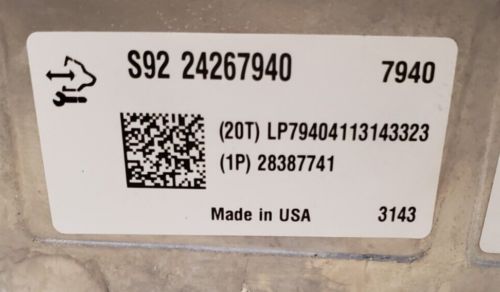 S92 24267940 7940
(20T) LP79404113143323
(1P) 28387741
Made in USA 3143